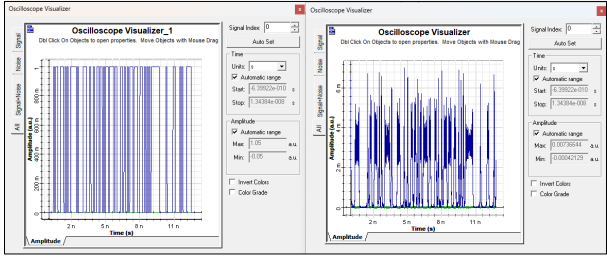 Oscilloscope Visualizer
Oscilloscope Visualizer_1
Dbl Click On Objects to open properties. Move Objects with Mouse Drag
Signal
Noise
Signal+Noise
All
Amplitude (a.u.)
0
200 m
400 m
600 m
800 m
1
2 n
5 n
8 n
11 n
Time (s)
Amplitude
Signal Index: 0
Auto Set
Time
Units: s
Automatic range
Start: -6.39922e-010 s
Stop: 1.34384e-008 s
Amplitude
Automatic range
Max: 1.05 a.u.
Min: -0.05 a.u.
Invert Colors
Color Grade
Oscilloscope Visualizer
Oscilloscope Visualizer
Dbl Click On Objects to open properties. Move Objects with Mouse Drag
Signal
Noise
Signal+Noise
All
Amplitude (a.u.)
0
2 m
4 m
6 m
2 n
5 n
8 n
11 n
Time (s)
Amplitude
Signal Index: 0
Auto Set
Time
Units: s
Automatic range
Start: -6.39922e-010 s
Stop: 1.34384e-008 s
Amplitude
Automatic range
Max: 0.00736644 a.u.
Min: -0.00042129 a.u.
Invert Colors
Color Grade